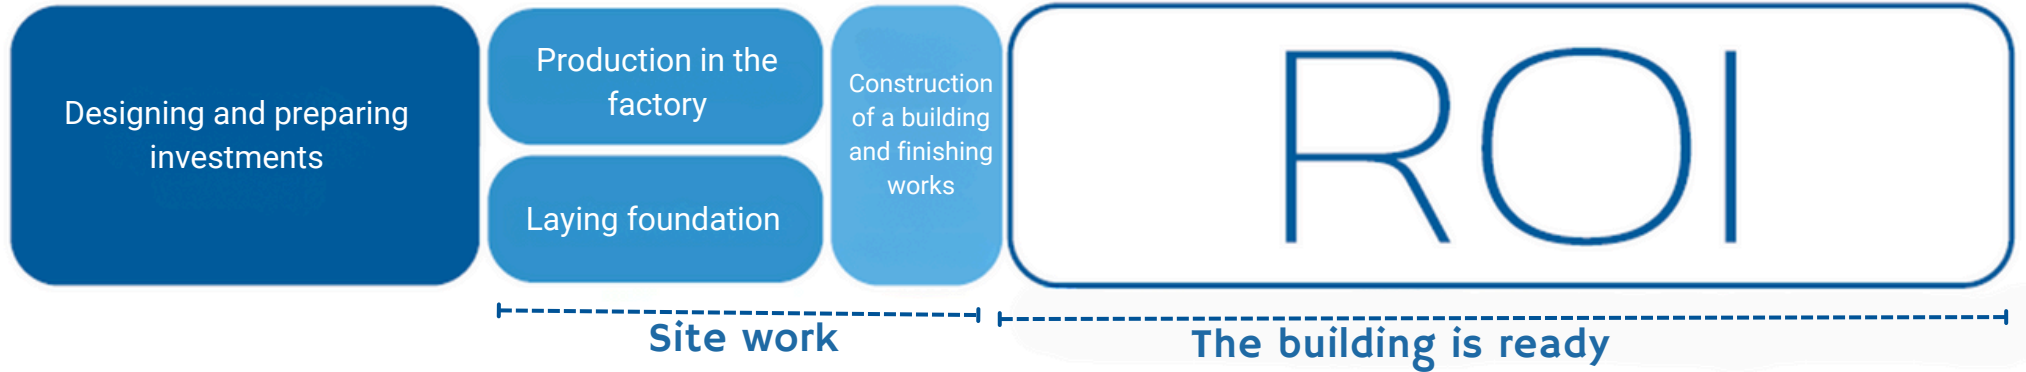 Designing and preparing
investments
Production in the
factory
Laying foundation
Construction
of a building
and finishing
works
ROI
Site work
The building is ready